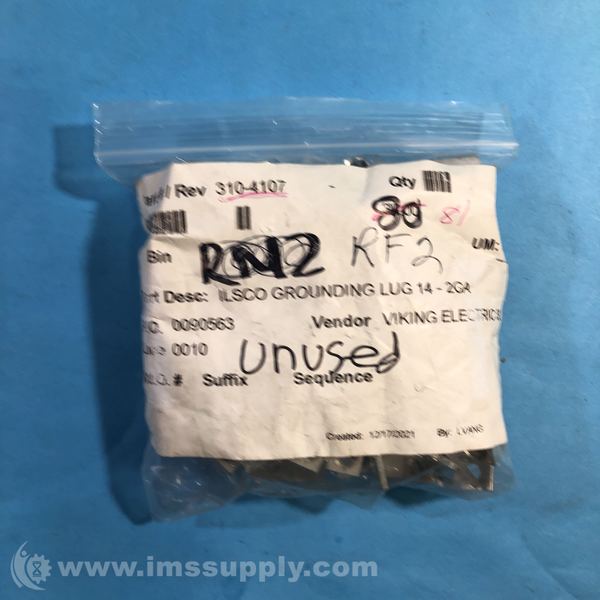 / Rev 310-4107 Qty
80 81
Bin RF2 UM:
Desc: ILSCO GROUNDING LUG 14 - 2GA
0090563 Vendor VIKING ELECTRIC
0010 unused
# Suffix Sequence
Created: 12/17/2021 By:
www.imssupply.com